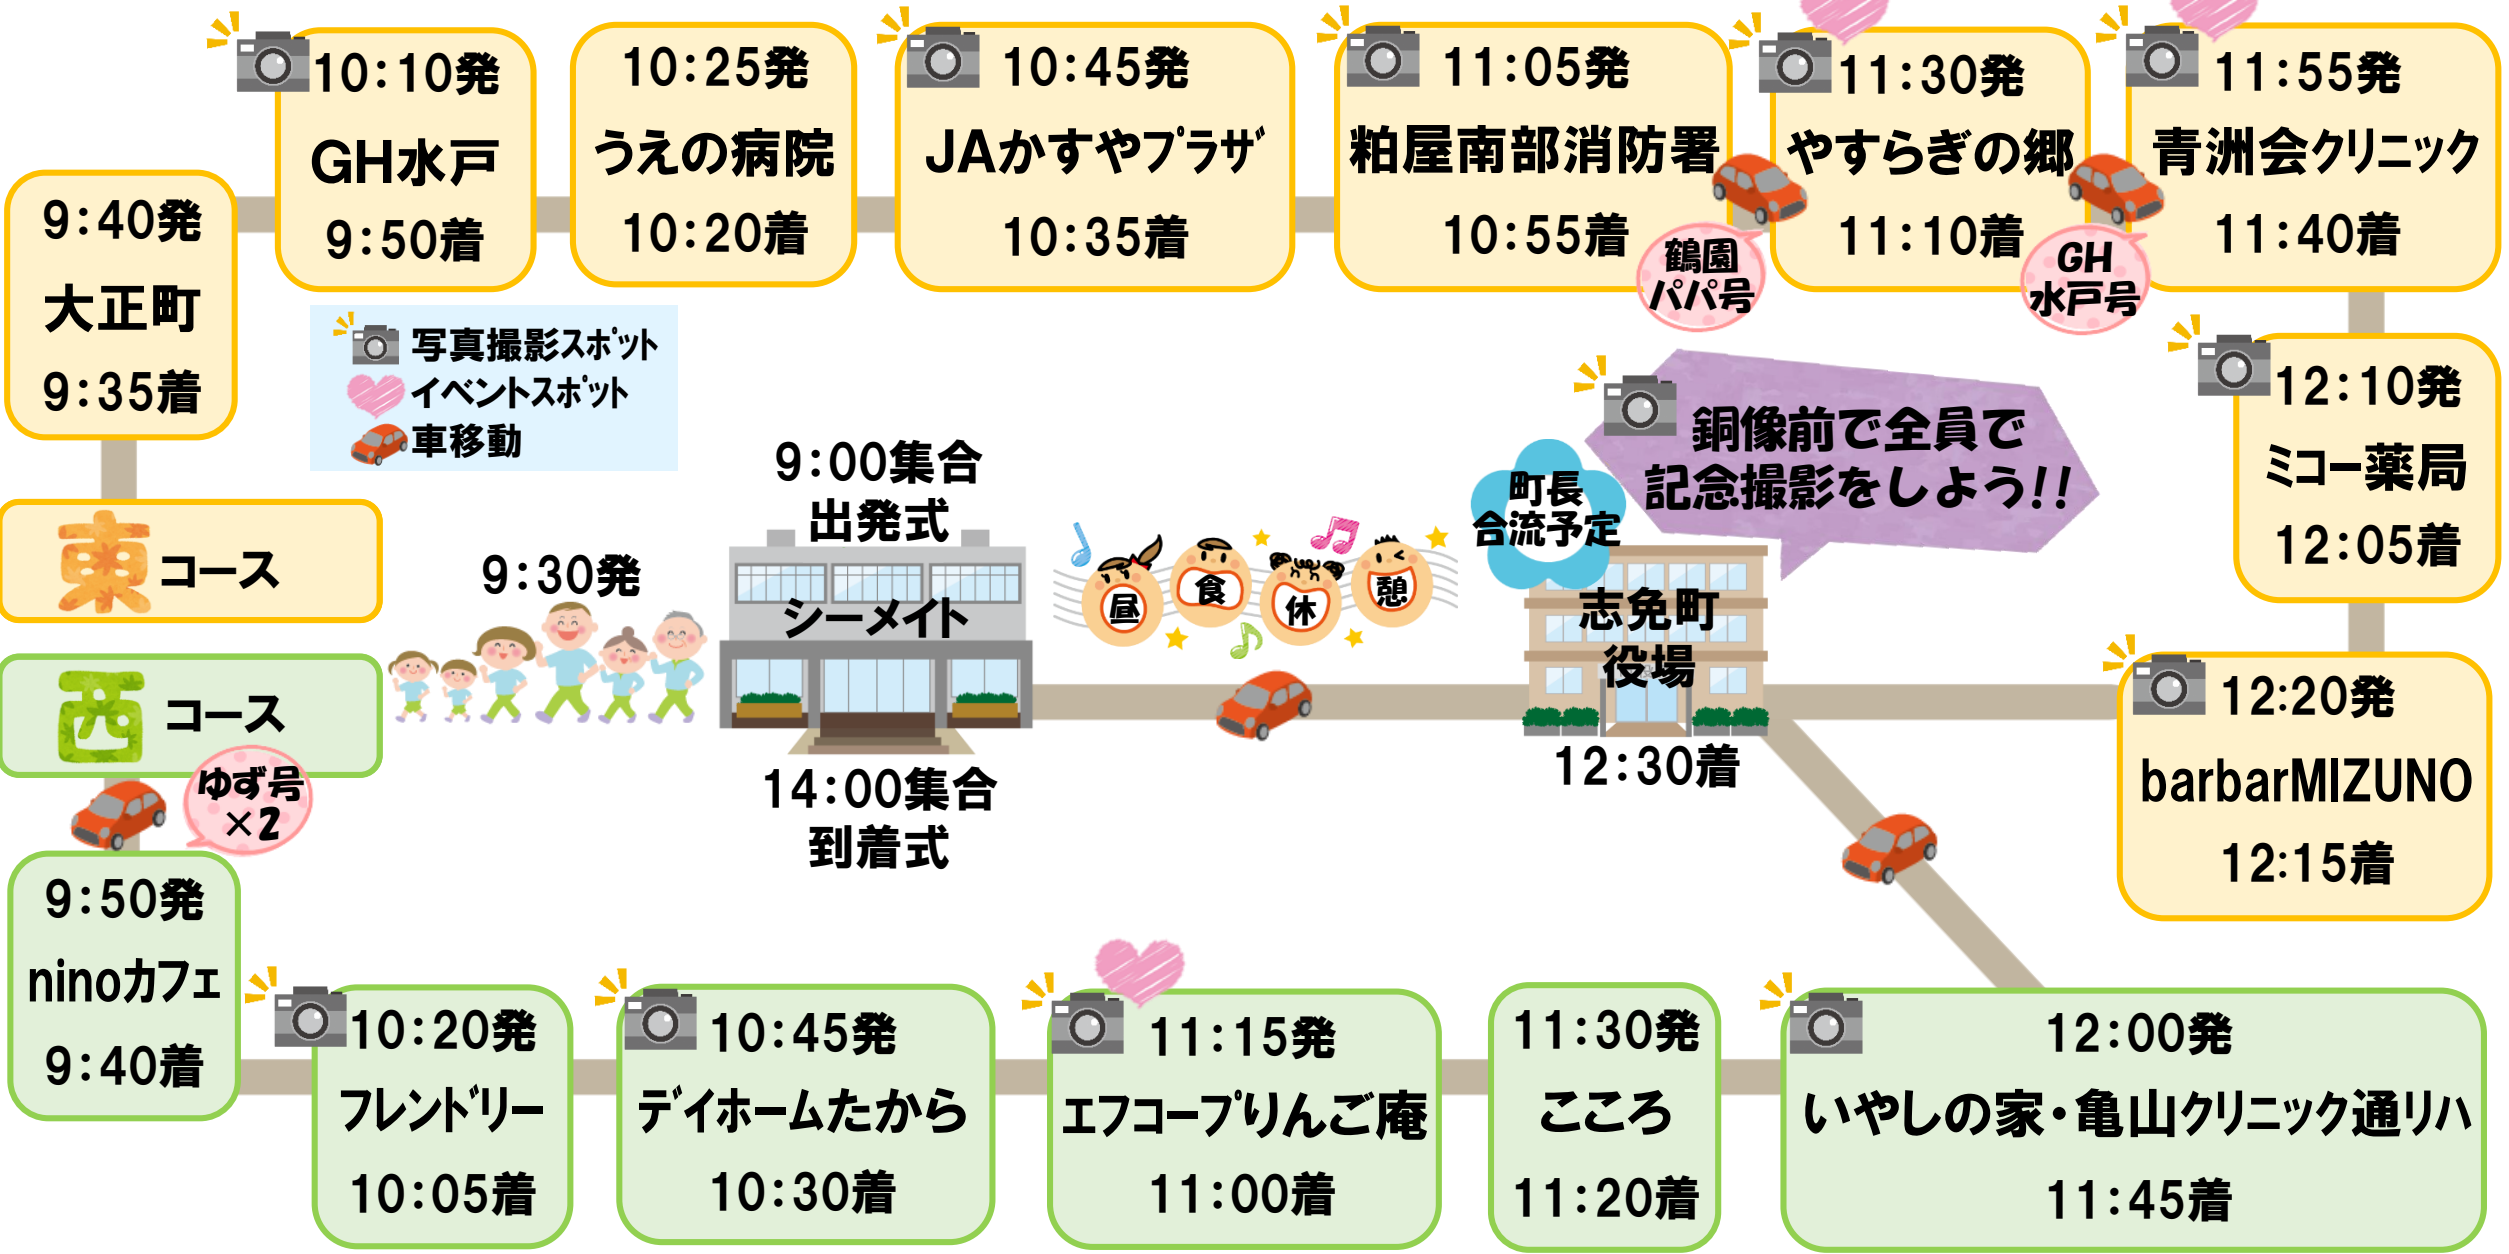 10:10発
GH水戸
9:50着
10:25発
うえの病院
10:20着
10:45発
JAかすやプラザ
10:35着
11:05発
粕屋南部消防署
10:55着
鶴園
パパ号
11:30発
やすらぎの郷
11:10着
GH
水戸号
11:55発
青洲会クリニック
11:40着
9:40発
大正町
9:35着
写真撮影スポット
イベントスポット
車移動
12:10発
ミコー薬局
12:05着
銅像前で全員で
記念撮影をしよう!!
町長
合流予定
9:00集合
出発式
東コース
9:30発
シーメイト
昼食休憩
志免町
役場
12:30着
14:00集合
到着式
西コース
ゆず号
×2
12:20発
barbarMIZUNO
12:15着
9:50発
ninoカフェ
9:40着
10:20発
フレンドリー
10:05着
10:45発
デイホームたから
10:30着
11:15発
エフコープりんご庵
11:00着
11:30発
こころ
11:20着
12:00発
いやしの家・亀山クリニック通リハ
11:45着